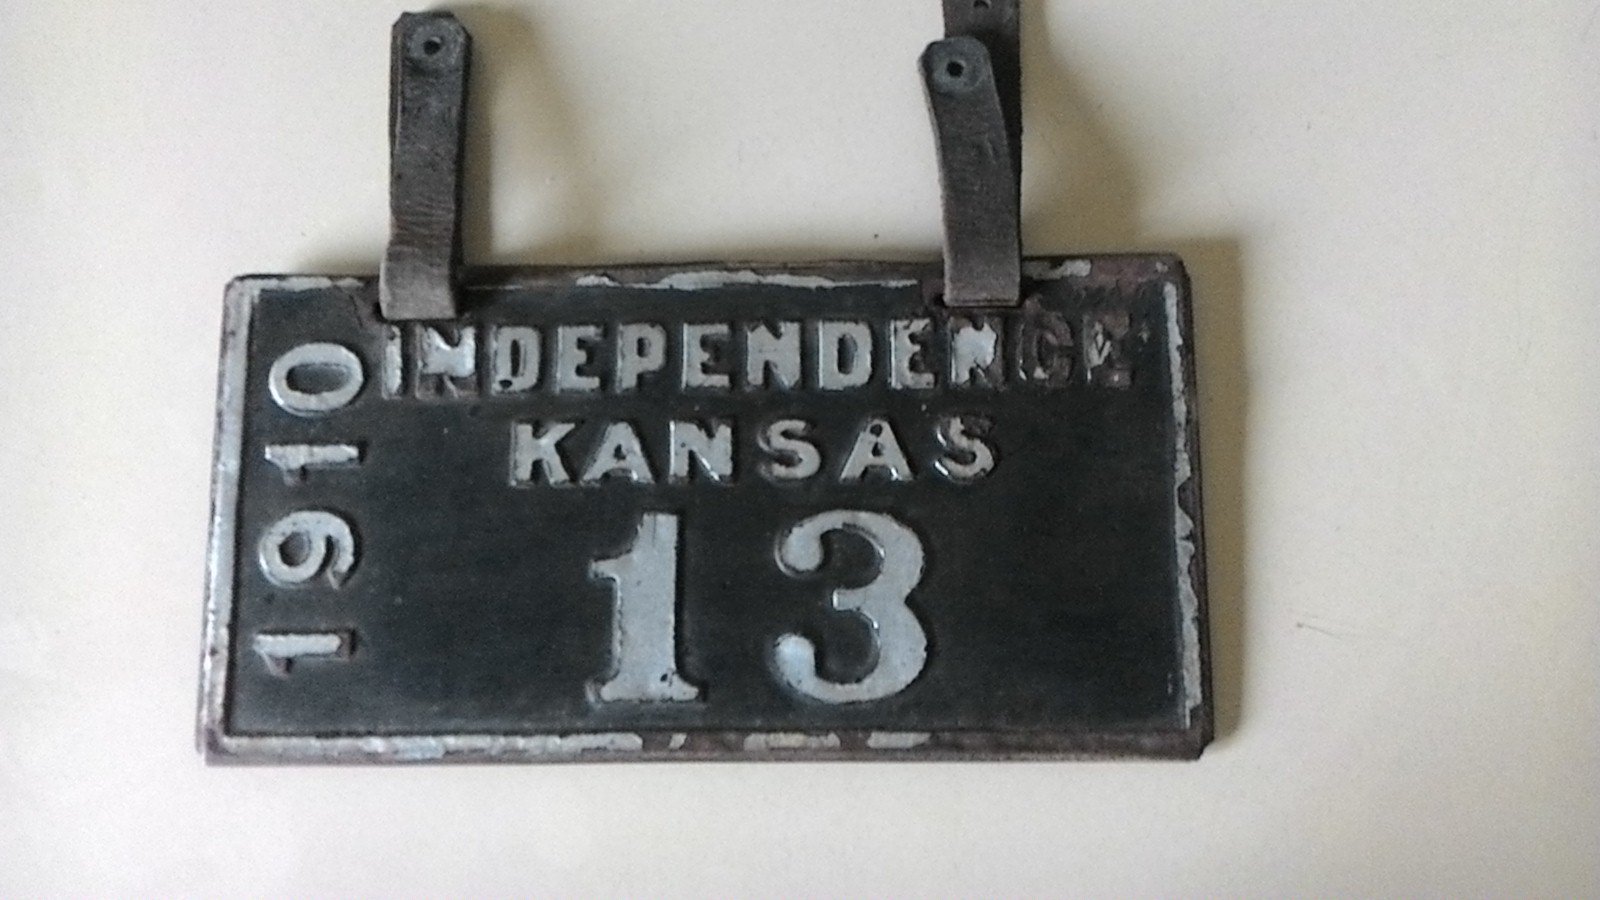 1910
INDEPENDENCE
KANSAS
13